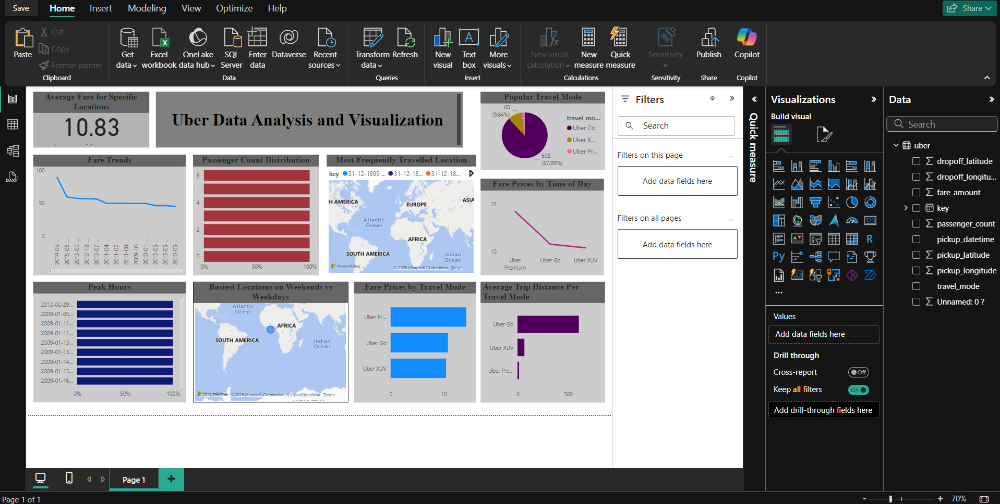 Save
Home
Insert
Modeling
View
Optimize
Help
Share
Paste
Cut
Copy
Format painter
Clipboard
Get
data
Excel
workbook
OneLake
data hub
SQL
Server
Enter
data
Dataverse
Recent
sources
Data
Transform
data
Refresh
Queries
New
visual
Text
box
More
visuals
Insert
New visual
calculation
New
measure
Quick
measure
Calculations
Sensitivity
Sensitivity
Publish
Share
Copilot
Copilot
Average Fare for Specific
Locations
10.83
Uber Data Analysis and Visualization
Popular Travel Mode
68
(9.84%)
608
(87.99%)
travel_mo...
Uber Go
Uber X...
Uber Pr...
Fare Trends
100
50
0
2014-05-...
2015-06-...
2013-09-...
2012-12-...
2013-07-...
2011-04-...
2011-07-...
2011-08-...
2009-10-...
2010-01-...
2013-05-...
2013-05-...
2010-05-...
Passenger Count Distribution
6
4
2
0
0%
50%
100%
Most Frequently Travelled Location
key
31-12-1899 ...
31-12-18...
31-12-18...
H AMERICA
EUROPE
ASIA
Atlantic
Ocean
AFRICA
SOUTH AMERICA
Indian
Ocean
Microsoft Bing
© 2025 Microsoft Corporation
Terms
Fare Prices by Time of Day
15
10
Uber
Premium
Uber Go
Uber XUV
Peak Hours
2012-02-29...
2009-01-05...
2009-01-11...
2009-01-11...
2009-01-13...
2009-01-13...
2009-01-14...
2009-01-15...
2009-01-16...
0%
50%
100%
Busiest Locations on Weekends vs
Weekdays
Atlantic
Ocean
AFRICA
SOUTH AMERICA
Indian
Ocean
© 2024 TomTom, © 2025 Microsoft Corporation, © OpenStreetMap Terms
Fare Prices by Travel Mode
Uber Pr...
Uber Go
Uber XUV
0
10
Average Trip Distance Per
Travel Mode
Uber Go
Uber XUV
Uber Pre...
0
500
Filters
Search
Filters on this page
...
Add data fields here
Filters on all pages
...
Add data fields here
Quick measure
Visualizations
Build visual
123
R
Py
123
...
Values
Add data fields here
Drill through
Cross-report
Off
Keep all filters
On
Add drill-through fields here
Data
Search
uber
dropoff_latitude
dropoff_longitu...
fare_amount
key
passenger_count
pickup_datetime
pickup_latitude
pickup_longitude
travel_mode
Unnamed: 0 ?
DAX
Page 1
Page 1 of 1
70%